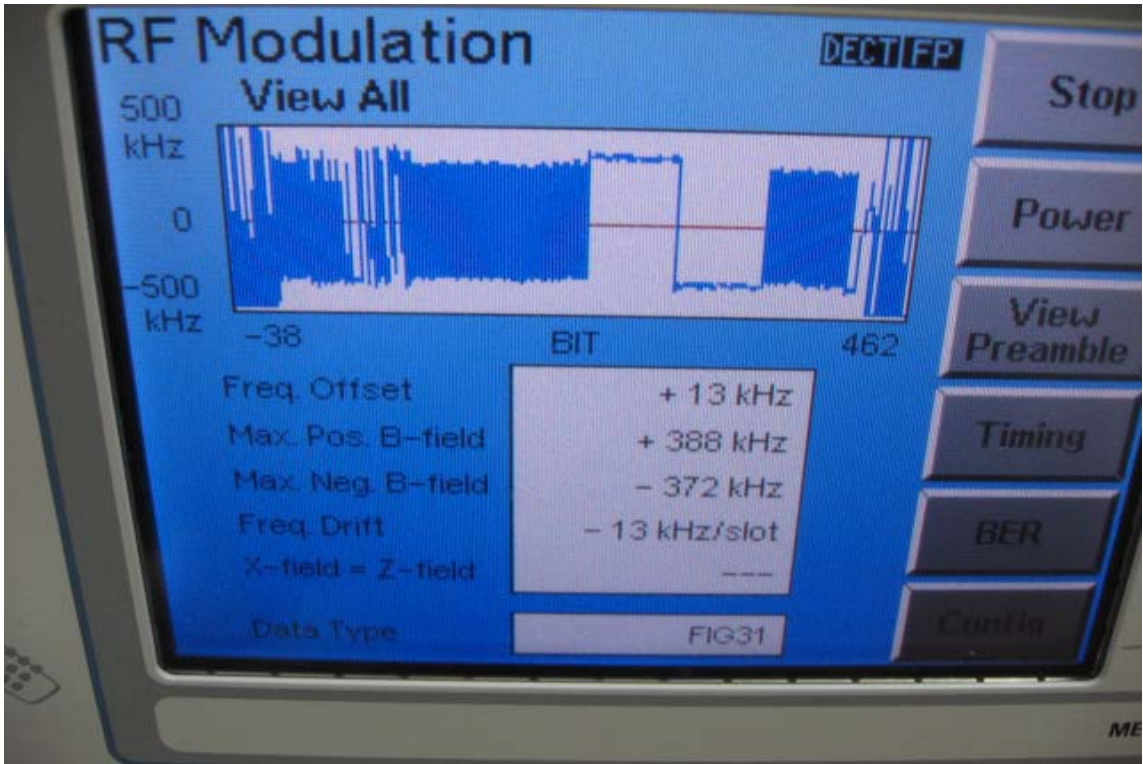 RF Modulation
DECT FP
View All
500
kHz
0
-500
kHz
-38 BIT 462
Freq. Offset + 13 kHz
Max. Pos. B-field + 388 kHz
Max. Neg. B-field - 372 kHz
Freq. Drift - 13 kHz/slot
X-field = Z-field ---
Data Type FIG31
Stop
Power
View
Preamble
Timing
BER
Config
ME